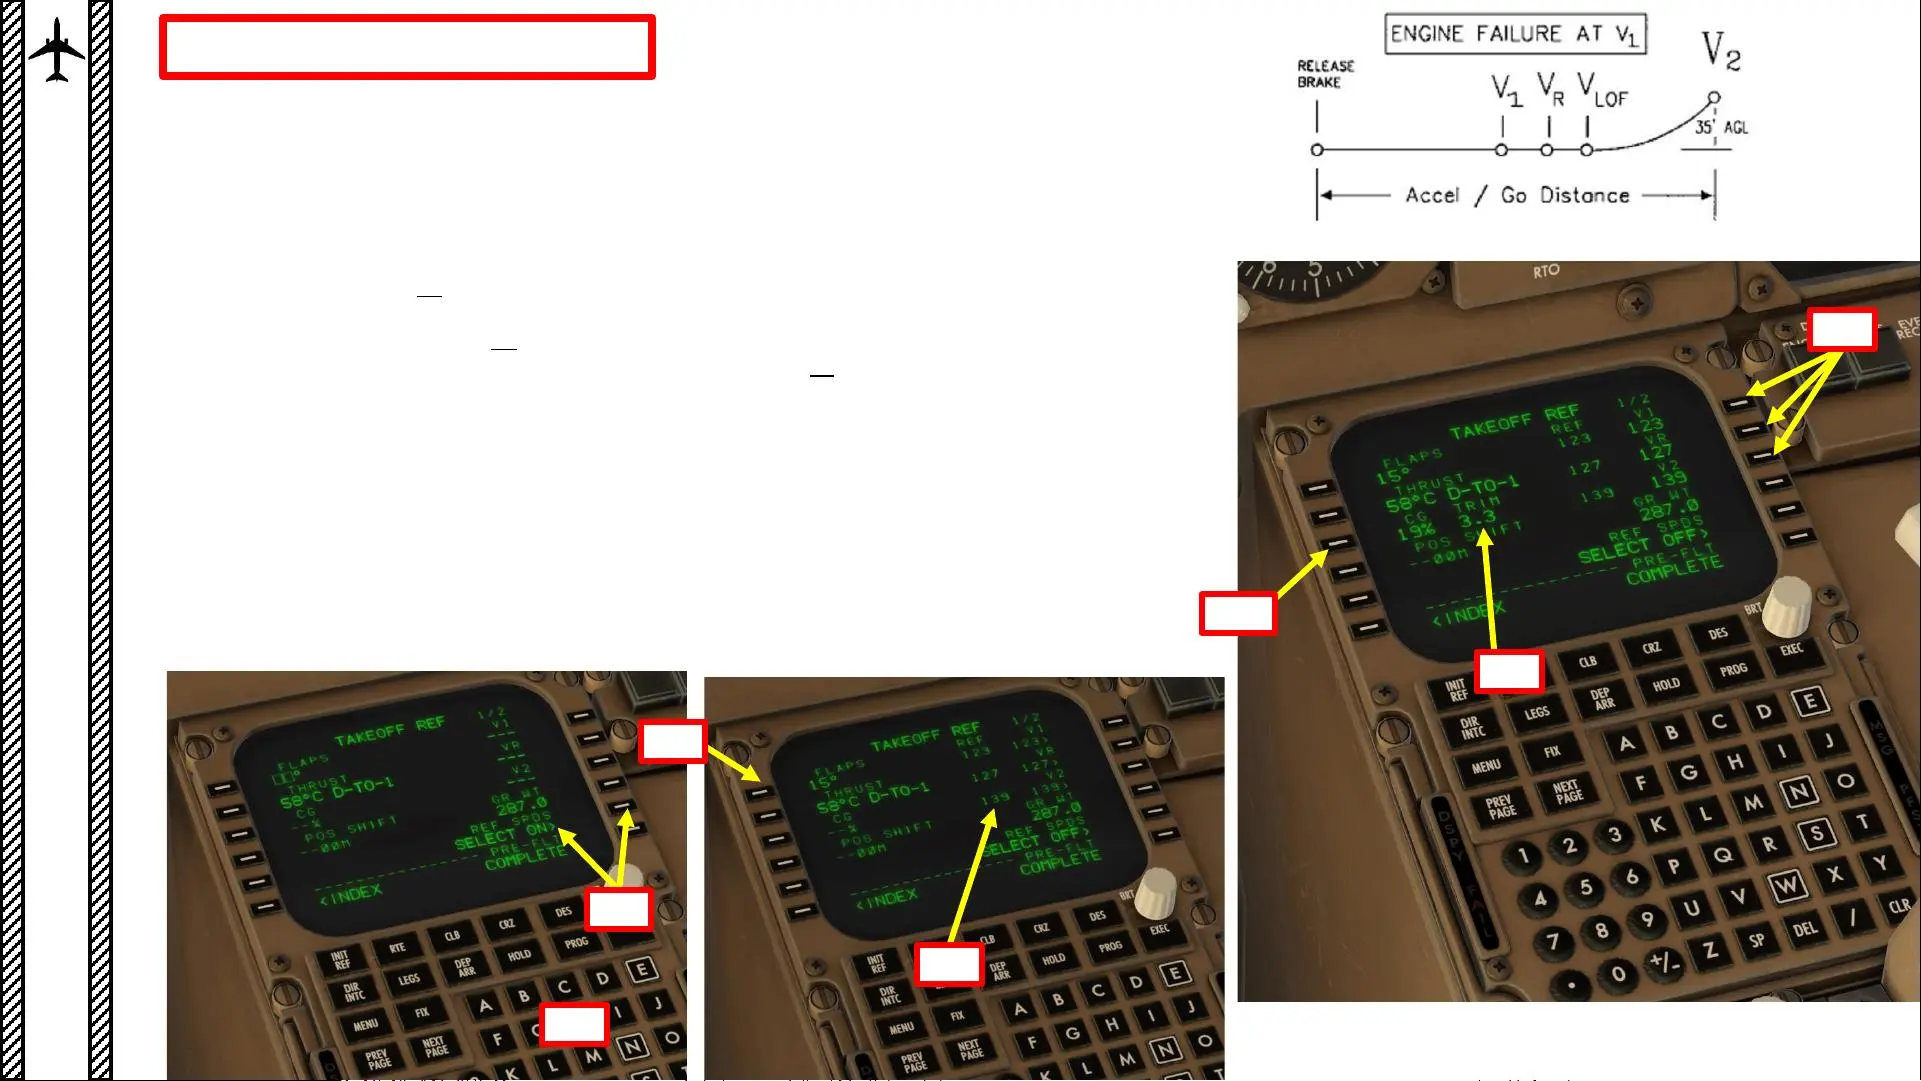 ENGINE FAILURE AT V1
RELEASE
BRAKE
V1 VR VLOF V2
35' AGL
Accel / Go Distance
RTO
TAKEOFF REF 1/2
FLAPS REF V1
15° 123 123
THRUST VR
58°C D-TO-1 127 127
CG TRIM V2
19% 3.3 139 139
POS SHIFT GR WT
--00M 287.0
REF SPDS
SELECT OFF>
PRE-FLT
<INDEX COMPLETE
BRT
INIT REF CLB CRZ DES
DIR INTC LEGS DEP ARR HOLD PROG EXEC
MENU FIX A B C D E
PREV PAGE NEXT PAGE F G H I J
K L M N O
1 2 3 P Q R S T
4 5 6 U V W X Y
7 8 9 Z SP DEL / CLR
. 0 +/-
DSPY FAIL
TAKEOFF REF 1/2
FLAPS V1
□□° ---
THRUST VR
58°C D-TO-1 ---
CG V2
--% ---
POS SHIFT GR WT
--00M 287.0
REF SPDS
SELECT ON>
PRE-FLT
<INDEX COMPLETE
INIT REF RTE CLB CRZ DES
DIR INTC LEGS DEP ARR HOLD PROG
MENU FIX A B C D E
PREV PAGE NEXT PAGE F I J
K L M N O
TAKEOFF REF 1/2
FLAPS REF V1
15° 123 123>
THRUST VR
58°C D-TO-1 127 127>
CG V2
--% 139 139>
POS SHIFT GR WT
--00M 287.0
REF SPDS
SELECT OFF>
PRE-FLT
<INDEX COMPLETE
BRT
INIT REF CLB CRZ DES
DIR INTC DEP ARR HOLD PROG EXEC
MENU FIX A B C D E
PREV PAGE NEXT PAGE F G H I J
K L M N O